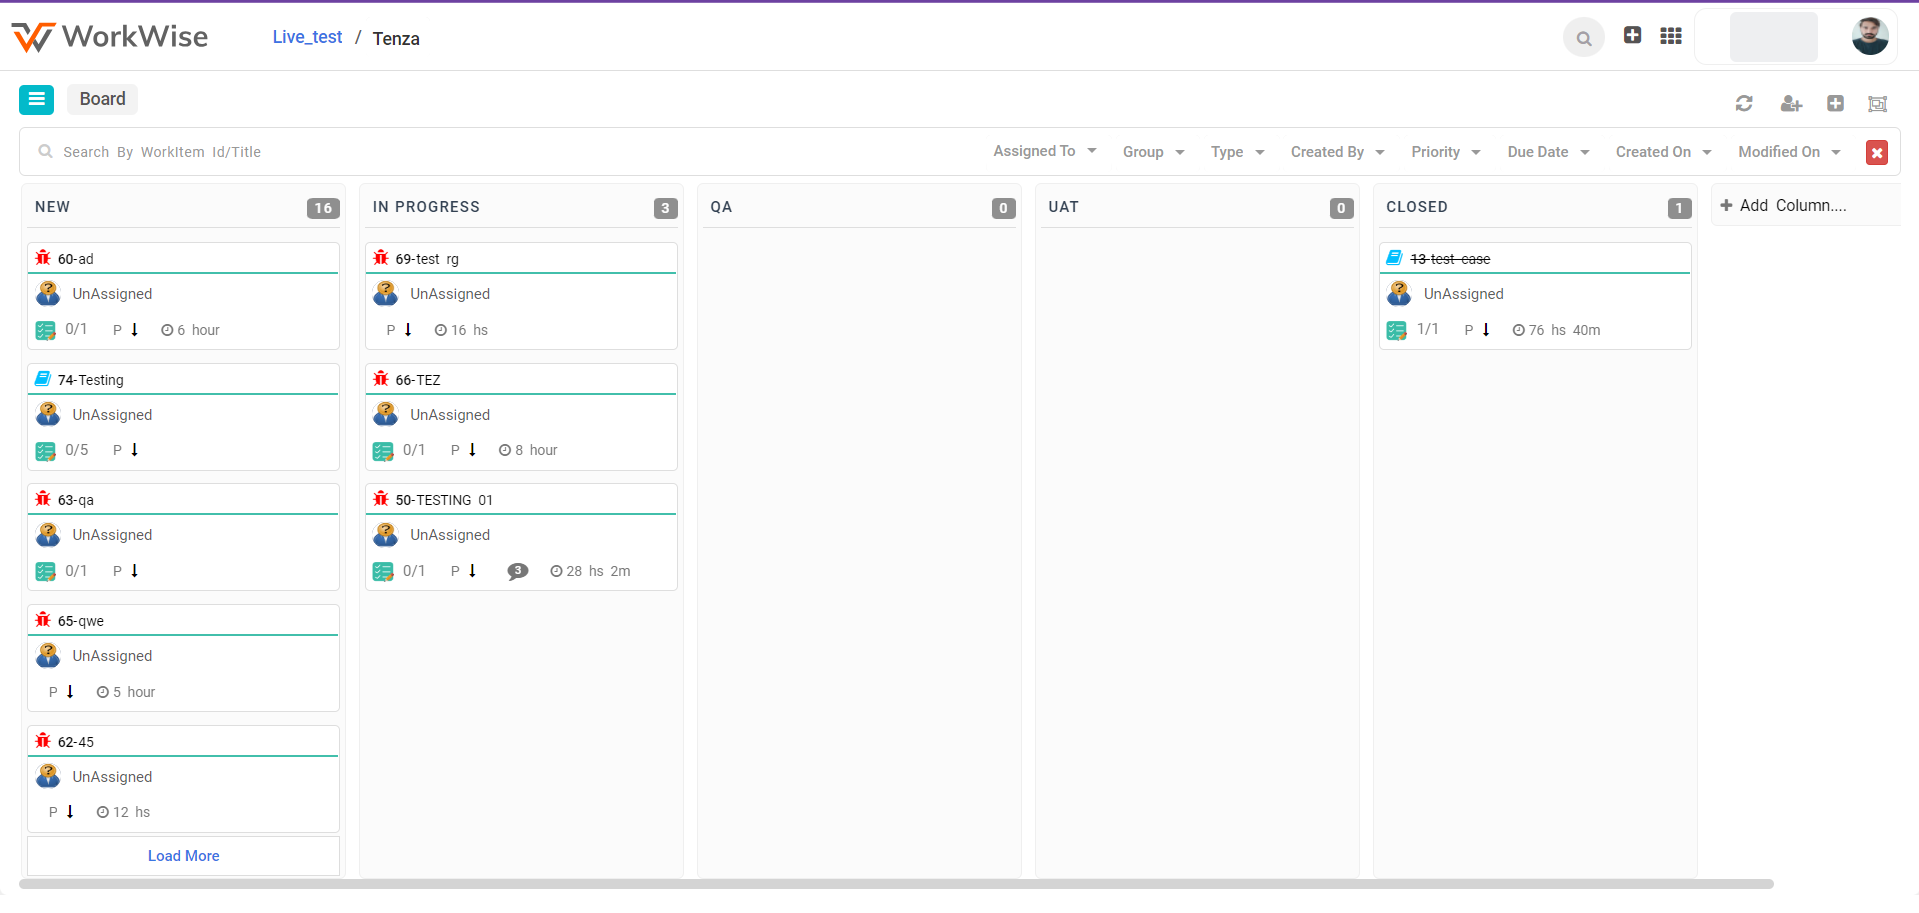 WorkWise
Live_test / Tenza
Board
Search By WorkItem Id/Title
Assigned To
Group
Type
Created By
Priority
Due Date
Created On
Modified On
NEW 16
60-ad
UnAssigned
0/1 P 6 hour
74-Testing
UnAssigned
0/5 P
63-qa
UnAssigned
0/1 P
65-qwe
UnAssigned
P 5 hour
62-45
UnAssigned
P 12 hs
Load More
IN PROGRESS 3
69-test rg
UnAssigned
P 16 hs
66-TEZ
UnAssigned
0/1 P 8 hour
50-TESTING 01
UnAssigned
0/1 P 3 28 hs 2m
QA 0
UAT 0
CLOSED 1
13-test case
UnAssigned
1/1 P 76 hs 40m
Add Column....